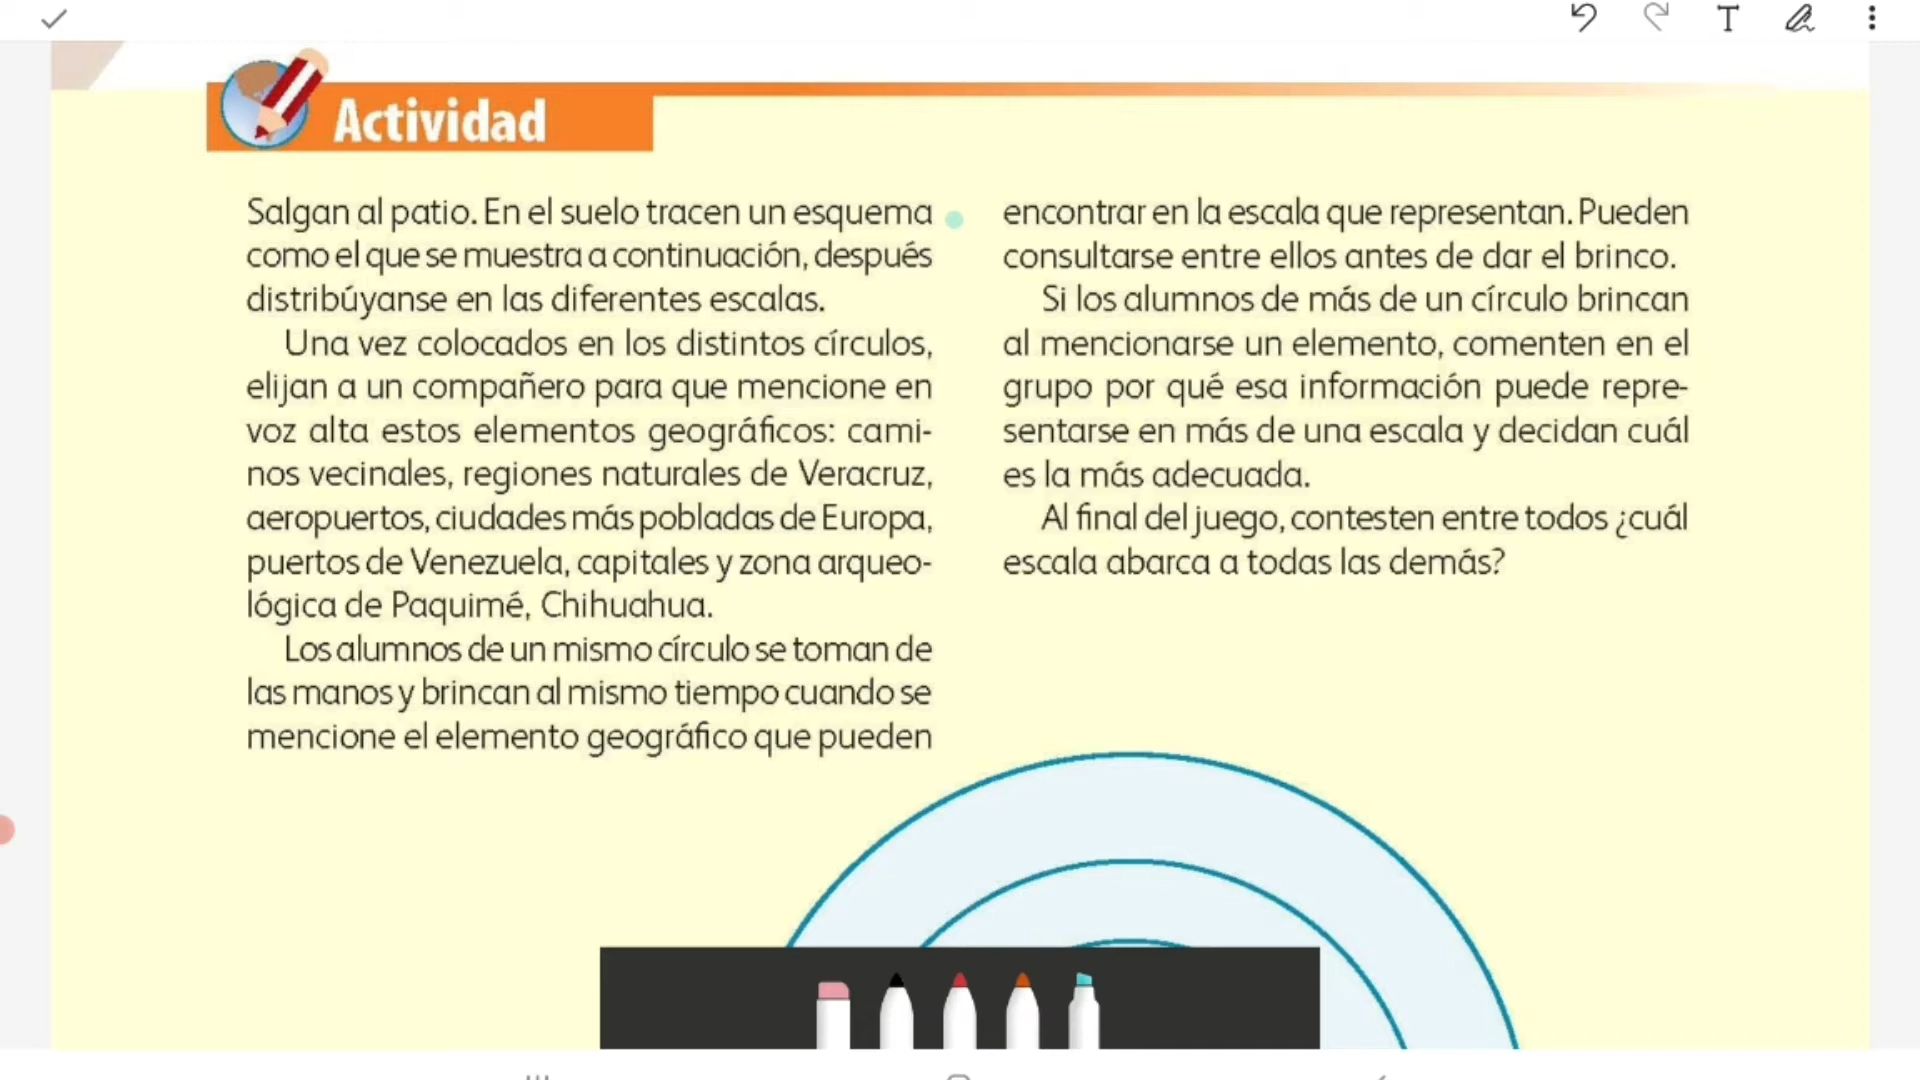 Actividad
Salgan al patio. En el suelo tracen un esquema
como el que se muestra a continuación, después
distribúyanse en las diferentes escalas.
Una vez colocados en los distintos círculos,
elijan a un compañero para que mencione en
voz alta estos elementos geográficos: cami-
nos vecinales, regiones naturales de Veracruz,
aeropuertos, ciudades más pobladas de Europa,
puertos de Venezuela, capitales y zona arqueo-
lógica de Paquimé, Chihuahua.
Los alumnos de un mismo círculo se toman de
las manos y brincan al mismo tiempo cuando se
mencione el elemento geográfico que pueden
encontrar en la escala que representan. Pueden
consultarse entre ellos antes de dar el brinco.
Si los alumnos de más de un círculo brincan
al mencionarse un elemento, comenten en el
grupo por qué esa información puede repre-
sentarse en más de una escala y decidan cuál
es la más adecuada.
Al final del juego, contesten entre todos ¿cuál
escala abarca a todas las demás?